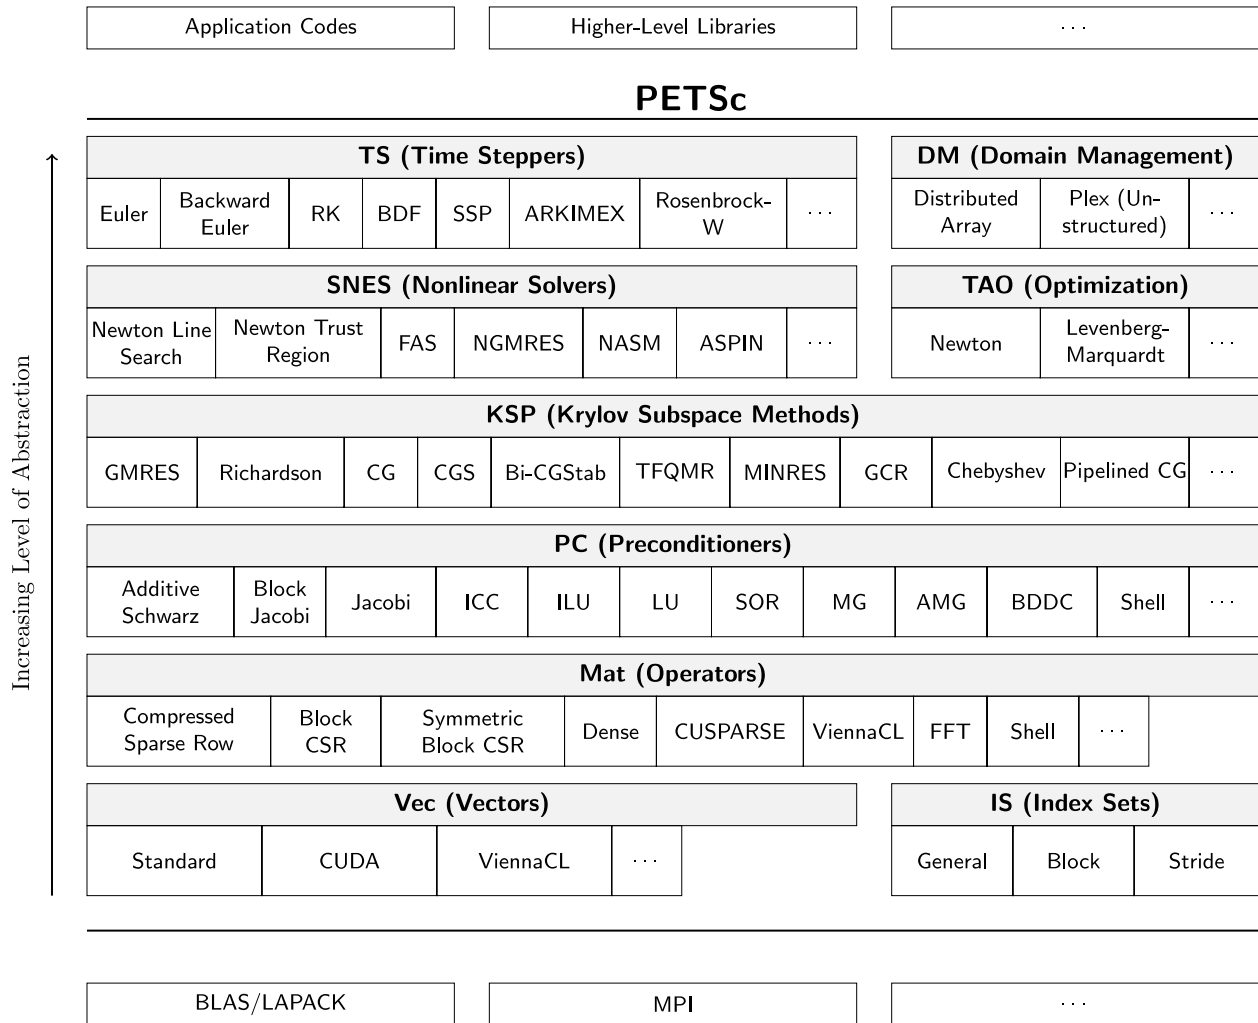 Application Codes
Higher-Level Libraries
· · ·
PETSc
Increasing Level of Abstraction
TS (Time Steppers)
Euler
Backward
Euler
RK
BDF
SSP
ARKIMEX
Rosenbrock-
W
· · ·
DM (Domain Management)
Distributed
Array
Plex (Un-
structured)
· · ·
SNES (Nonlinear Solvers)
Newton Line
Search
Newton Trust
Region
FAS
NGMRES
NASM
ASPIN
· · ·
TAO (Optimization)
Newton
Levenberg-
Marquardt
· · ·
KSP (Krylov Subspace Methods)
GMRES
Richardson
CG
CGS
Bi-CGStab
TFQMR
MINRES
GCR
Chebyshev
Pipelined CG
· · ·
PC (Preconditioners)
Additive
Schwarz
Block
Jacobi
Jacobi
ICC
ILU
LU
SOR
MG
AMG
BDDC
Shell
· · ·
Mat (Operators)
Compressed
Sparse Row
Block
CSR
Symmetric
Block CSR
Dense
CUSPARSE
ViennaCL
FFT
Shell
· · ·
Vec (Vectors)
Standard
CUDA
ViennaCL
· · ·
IS (Index Sets)
General
Block
Stride
BLAS/LAPACK
MPI
· · ·